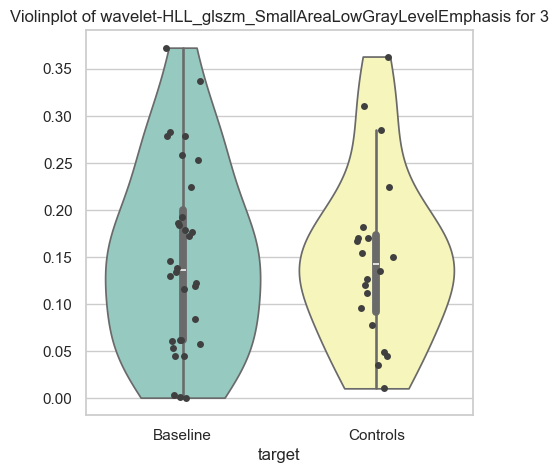 Violinplot of wavelet-HLL_glszm_SmallAreaLowGrayLevelEmphasis for 3
0.35
0.30
0.25
0.20
0.15
0.10
0.05
0.00
Baseline Controls
target